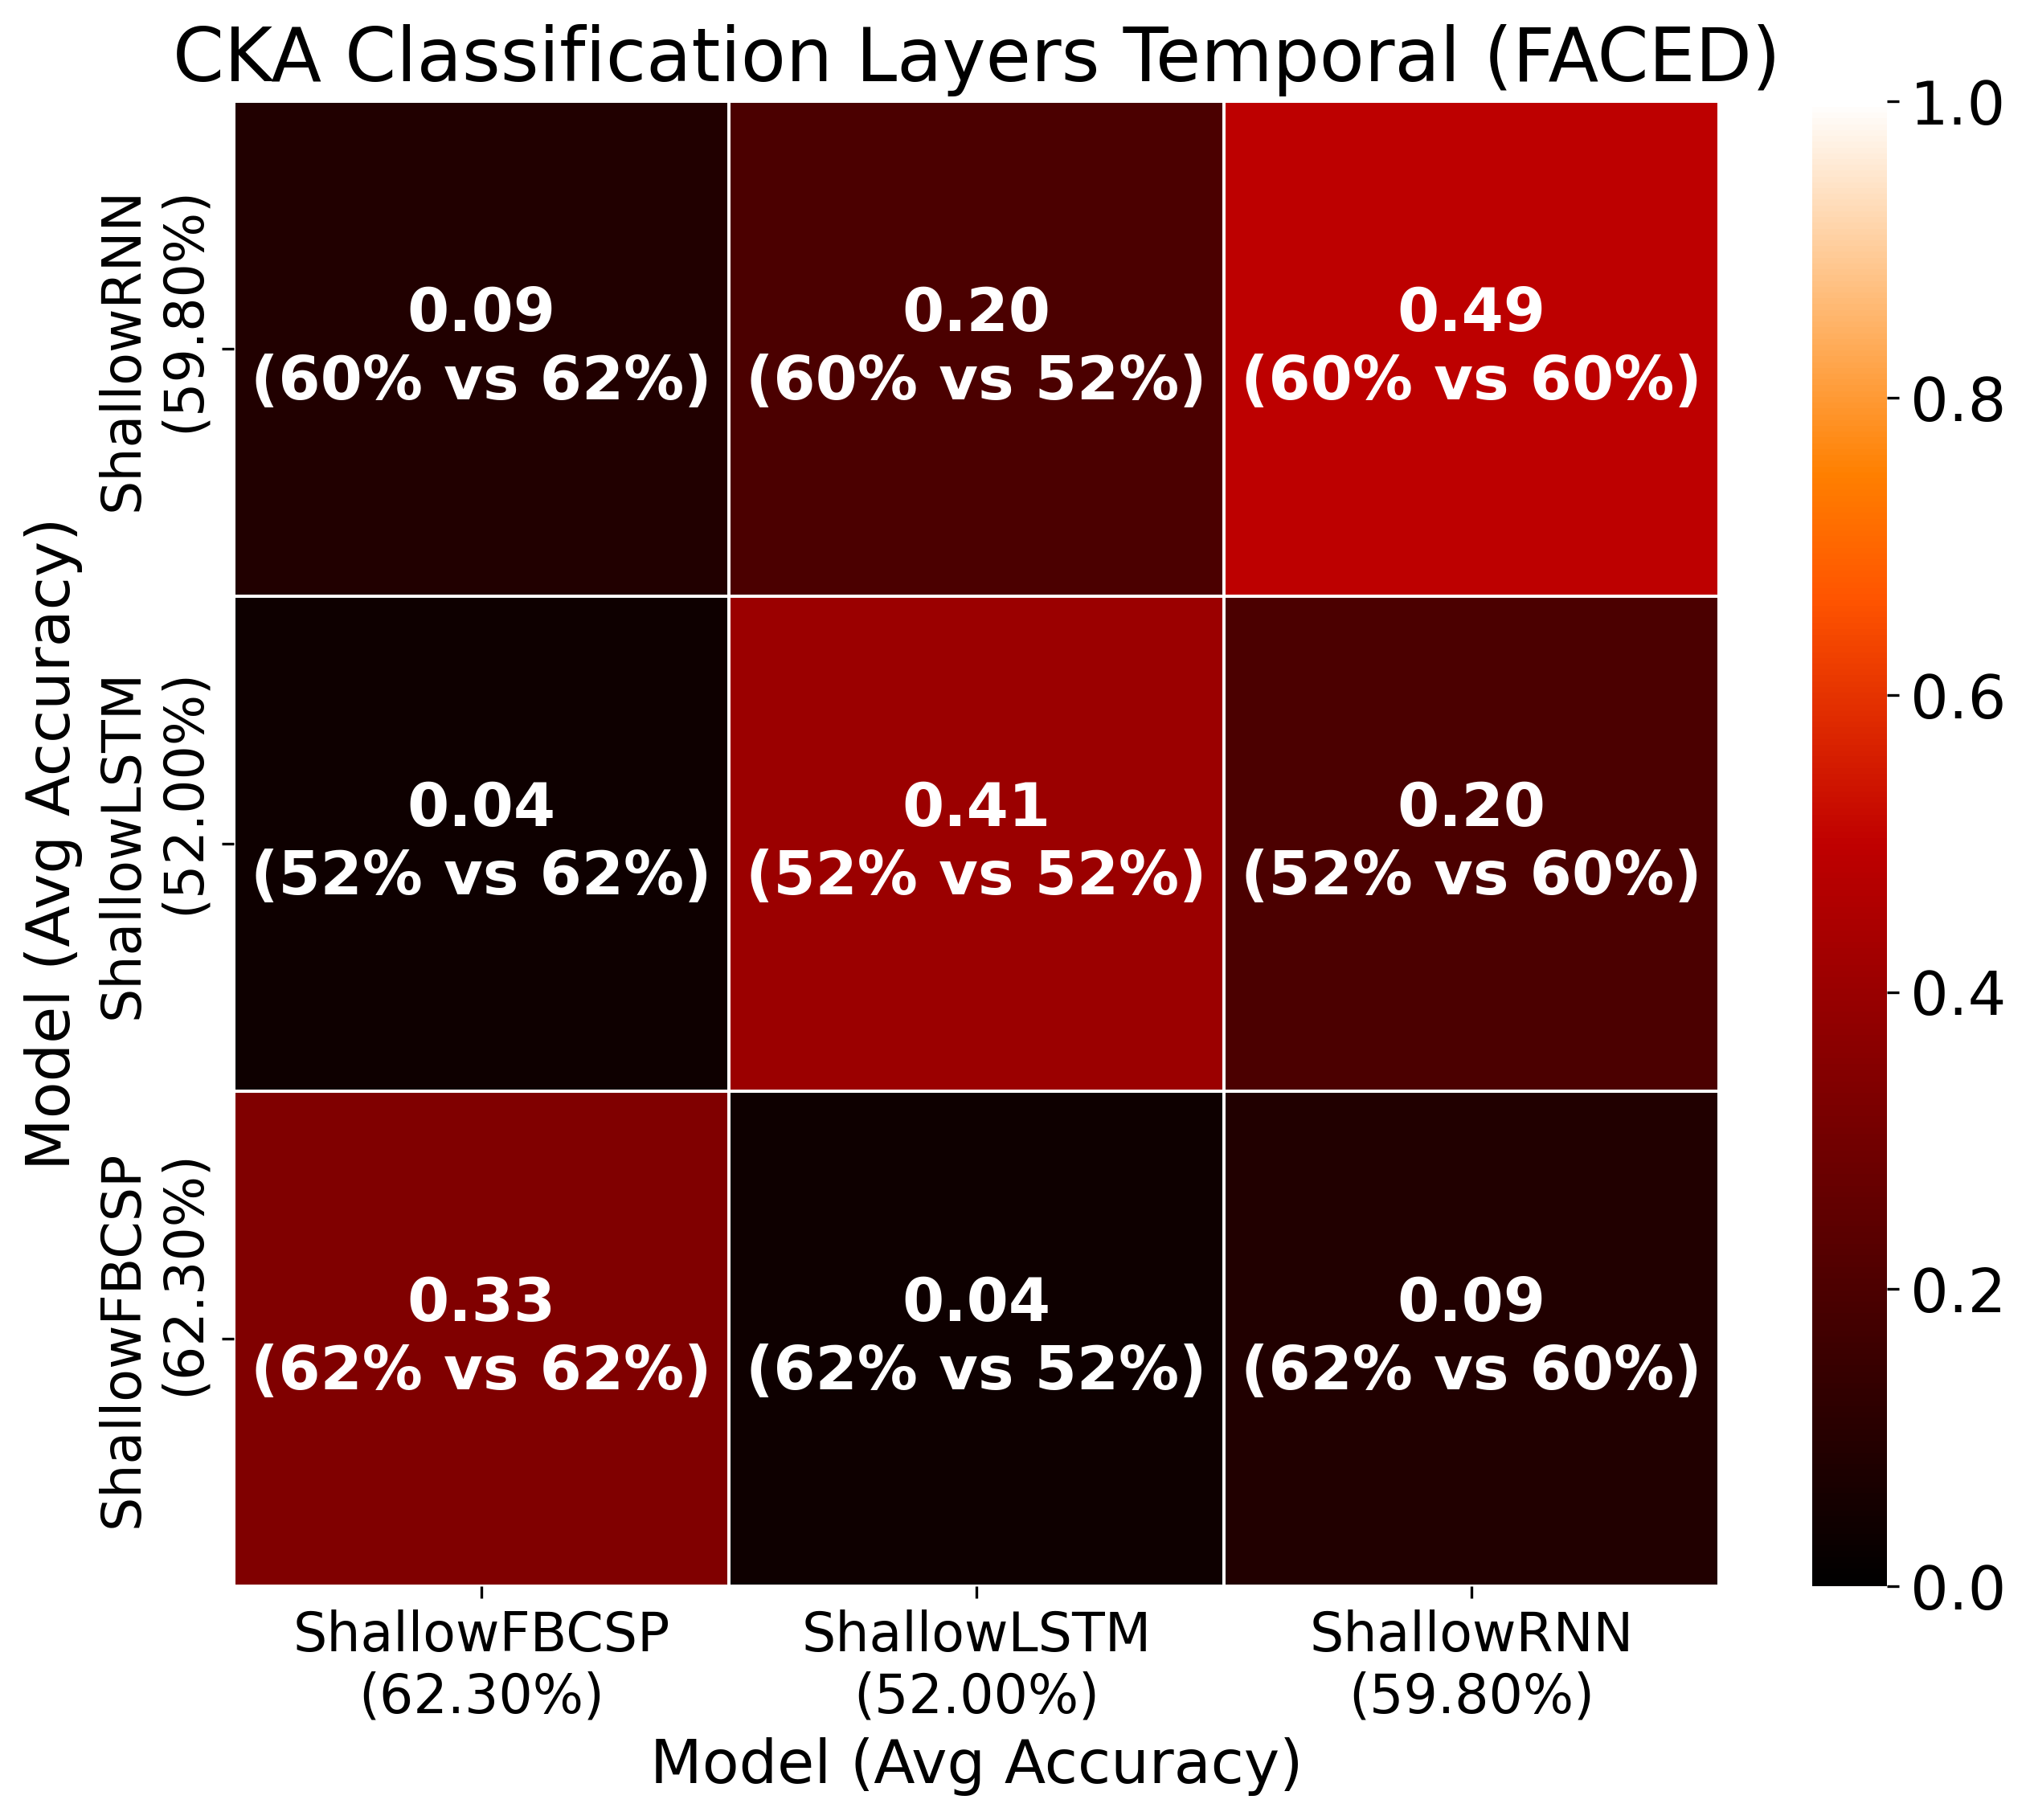 CKA Classification Layers Temporal (FACED)
Model (Avg Accuracy)
ShallowRNN
(59.80%)
ShallowLSTM
(52.00%)
ShallowFBCSP
(62.30%)
0.09
(60% vs 62%)
0.20
(60% vs 52%)
0.49
(60% vs 60%)
0.04
(52% vs 62%)
0.41
(52% vs 52%)
0.20
(52% vs 60%)
0.33
(62% vs 62%)
0.04
(62% vs 52%)
0.09
(62% vs 60%)
1.0
0.8
0.6
0.4
0.2
0.0
ShallowFBCSP
(62.30%)
ShallowLSTM
(52.00%)
ShallowRNN
(59.80%)
Model (Avg Accuracy)